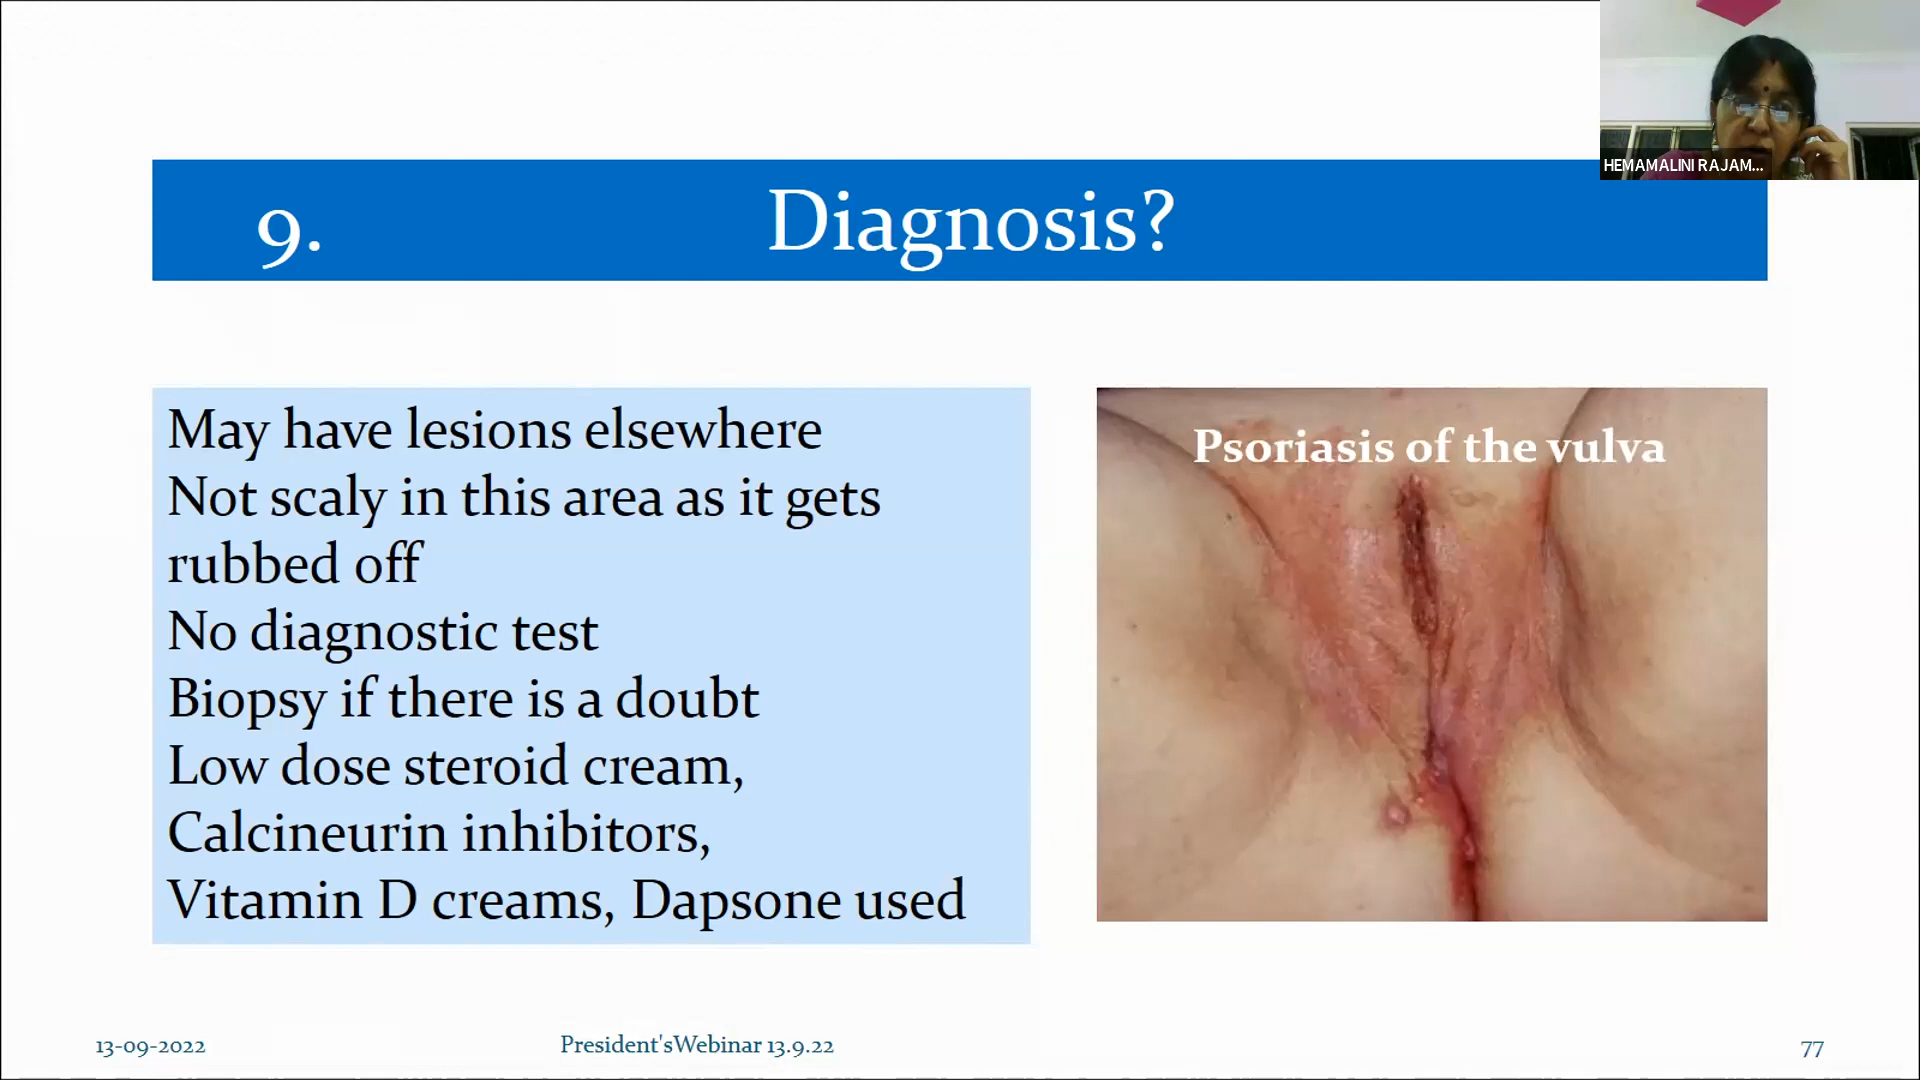 HEMAMALINI RAJAM...
9.
Diagnosis?
May have lesions elsewhere
Not scaly in this area as it gets
rubbed off
No diagnostic test
Biopsy if there is a doubt
Low dose steroid cream,
Calcineurin inhibitors,
Vitamin D creams, Dapsone used
Psoriasis of the vulva
13-09-2022
President'sWebinar 13.9.22
77